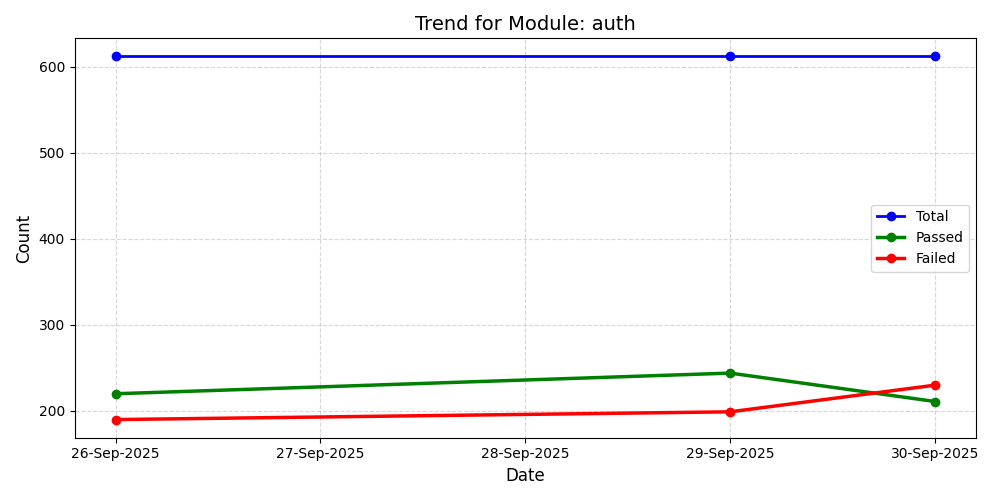 Trend for Module: auth
600
500
400
300
200
Count
Total
Passed
Failed
26-Sep-2025 27-Sep-2025 28-Sep-2025 29-Sep-2025 30-Sep-2025
Date